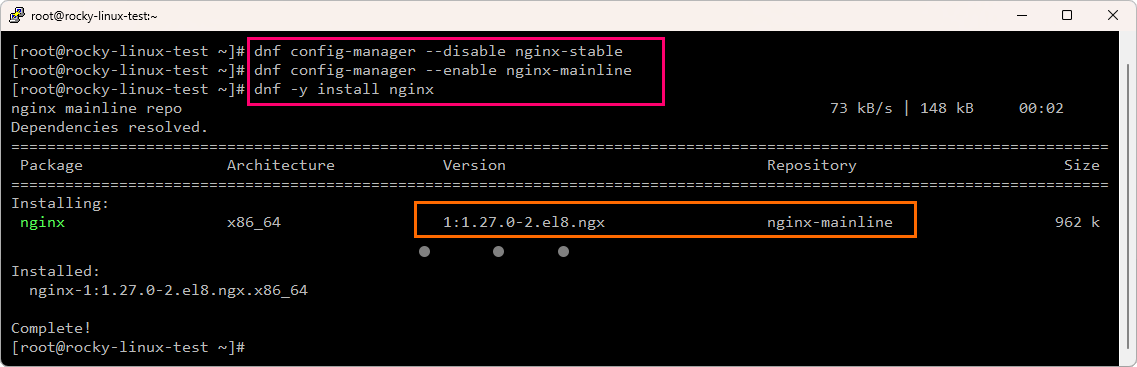 root@rocky-linux-test:~
[root@rocky-linux-test ~]# dnf config-manager --disable nginx-stable
[root@rocky-linux-test ~]# dnf config-manager --enable nginx-mainline
[root@rocky-linux-test ~]# dnf -y install nginx
nginx mainline repo 73 kB/s | 148 kB 00:02
Dependencies resolved.
================================================================================
Package Architecture Version Repository Size
================================================================================
Installing:
nginx x86_64 1:1.27.0-2.el8.ngx nginx-mainline 962 k
Installed:
nginx-1:1.27.0-2.el8.ngx.x86_64
Complete!
[root@rocky-linux-test ~]#